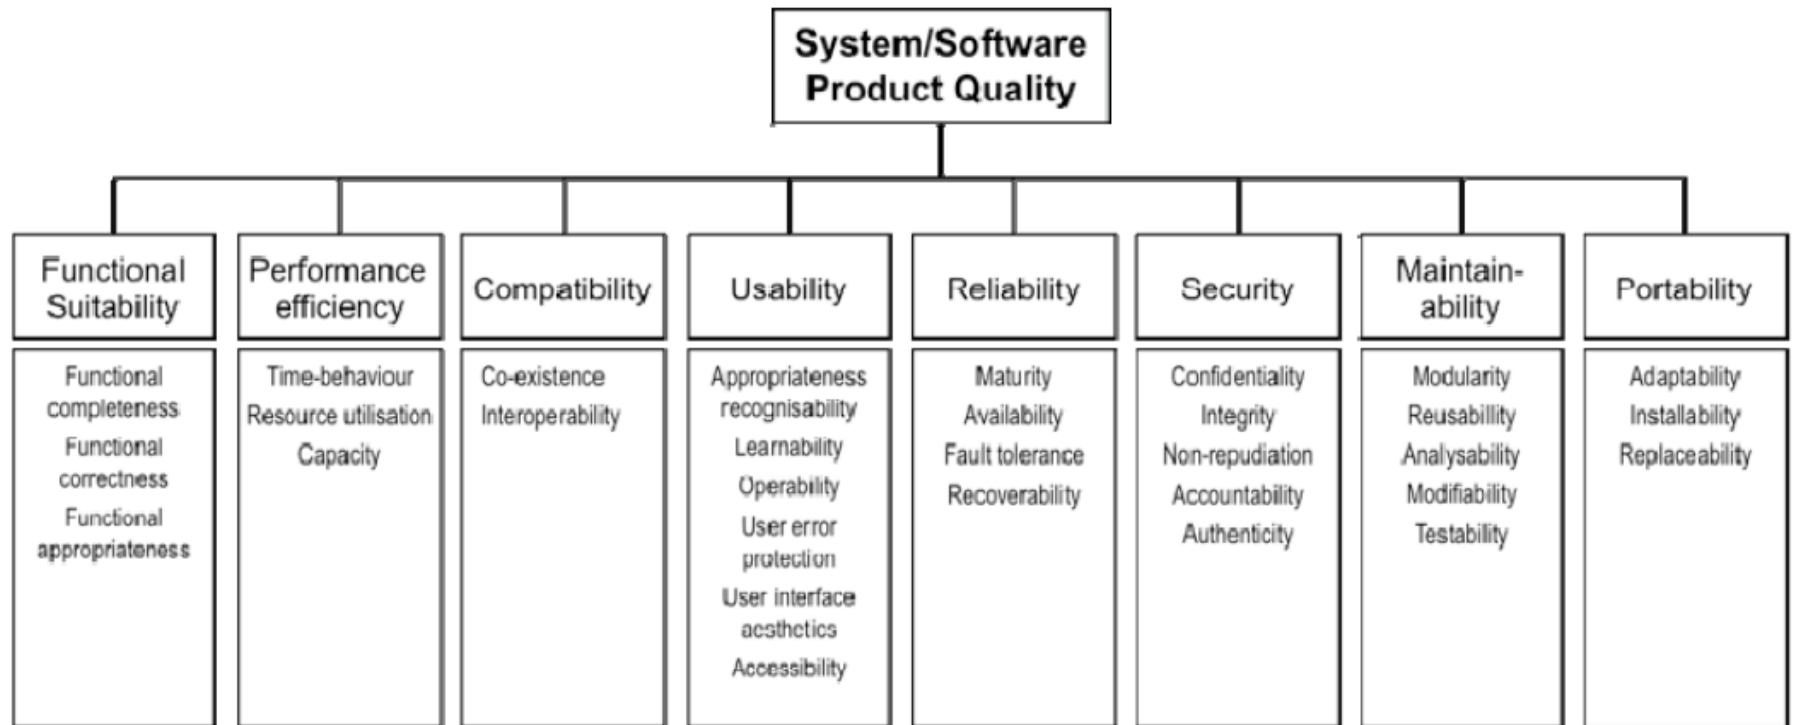 System/Software
Product Quality
Functional
Suitability
Performance
efficiency
Compatibility
Usability
Reliability
Security
Maintain-
ability
Portability
Functional
completeness
Functional
correctness
Functional
appropriateness
Time-behaviour
Resource utilisation
Capacity
Co-existence
Interoperability
Appropriateness
recognisability
Learnability
Operability
User error
protection
User interface
aesthetics
Accessibility
Maturity
Availability
Fault tolerance
Recoverability
Confidentiality
Integrity
Non-repudiation
Accountability
Authenticity
Modularity
Reusabillity
Analysability
Modifiability
Testability
Adaptability
Installability
Replaceability